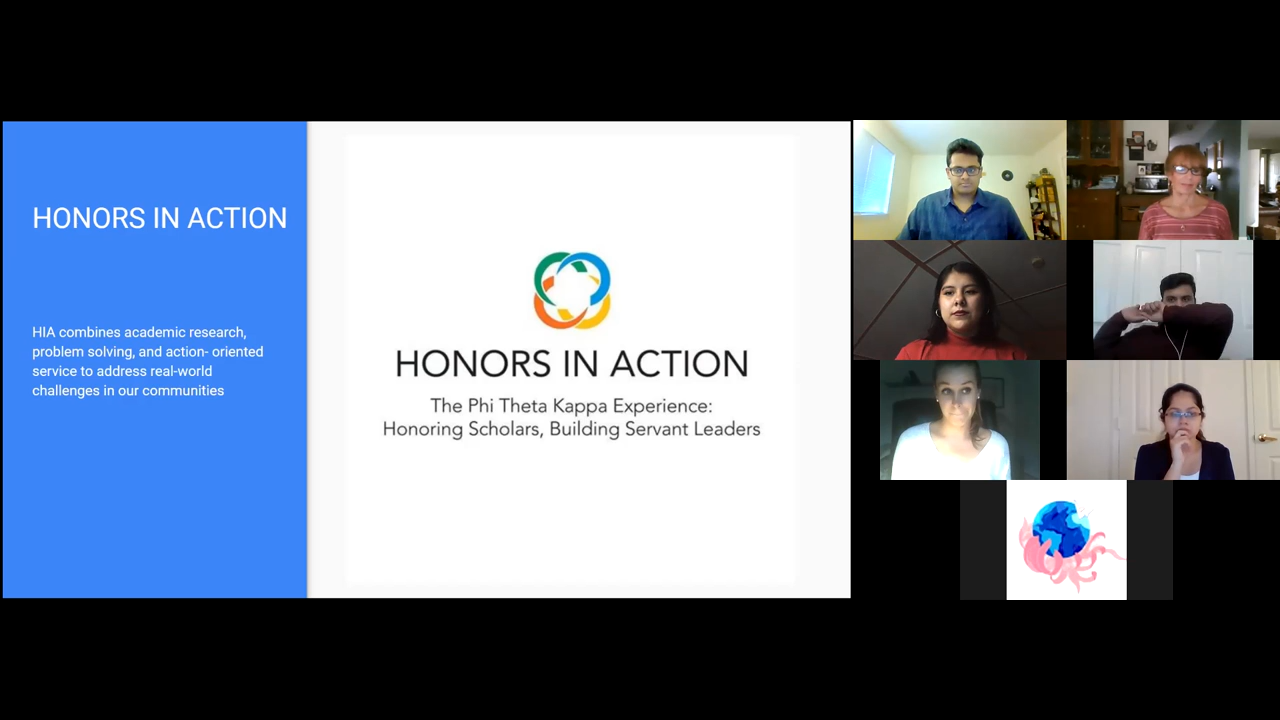 HONORS IN ACTION
HIA combines academic research,
problem solving, and action- oriented
service to address real-world
challenges in our communities
HONORS IN ACTION
The Phi Theta Kappa Experience:
Honoring Scholars, Building Servant Leaders